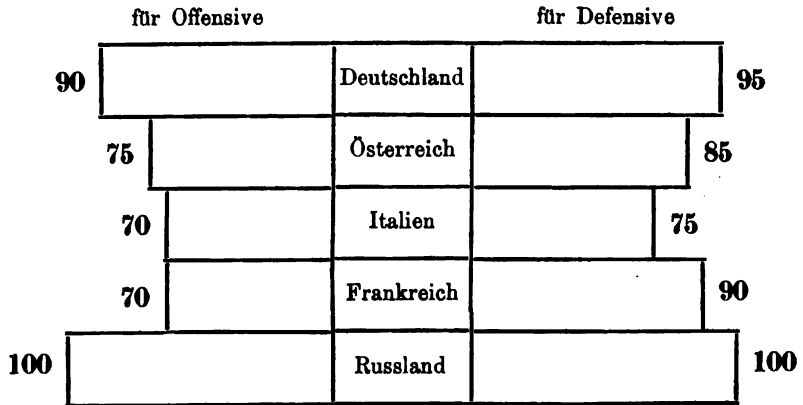 für Offensive für Defensive
90 Deutschland 95
75 Österreich 85
70 Italien 75
70 Frankreich 90
100 Russland 100